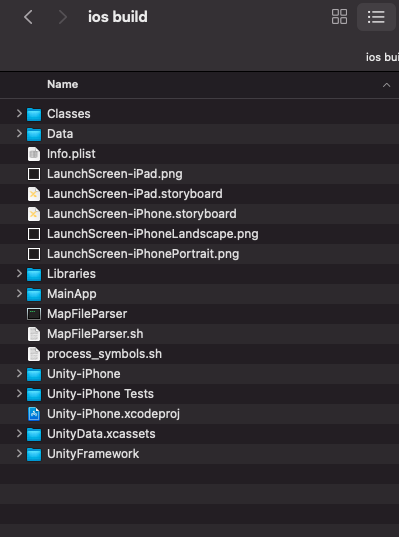 ios build
ios bui
Name
Classes
Data
Info.plist
LaunchScreen-iPad.png
LaunchScreen-iPad.storyboard
LaunchScreen-iPhone.storyboard
LaunchScreen-iPhoneLandscape.png
LaunchScreen-iPhonePortrait.png
Libraries
MainApp
MapFileParser
MapFileParser.sh
process_symbols.sh
Unity-iPhone
Unity-iPhone Tests
Unity-iPhone.xcodeproj
UnityData.xcassets
UnityFramework